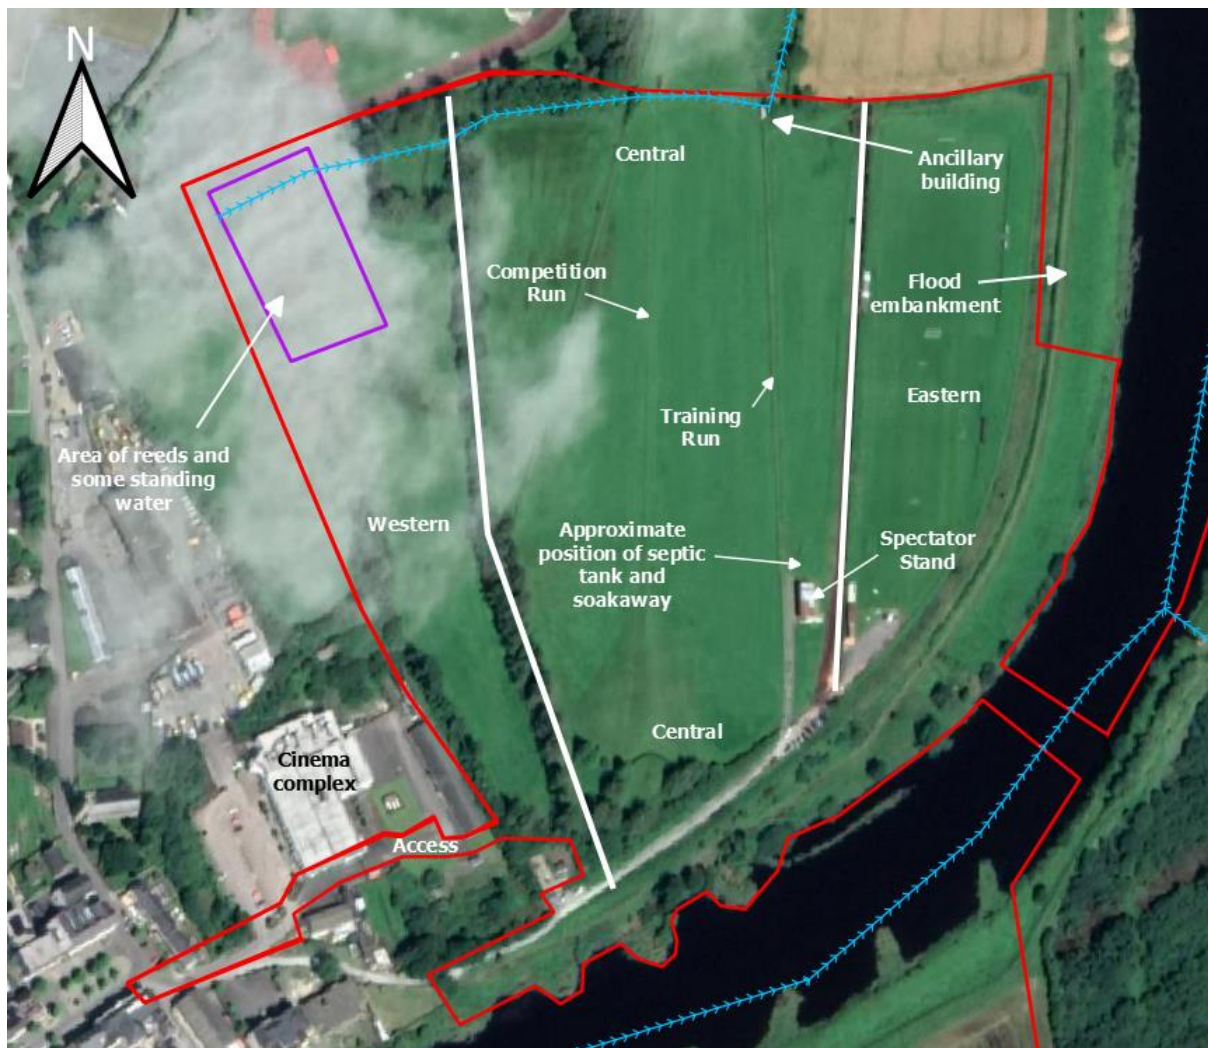 N
Central
Ancillary
building
Competition
Run
Flood
embankment
Training
Run
Eastern
Area of reeds and
some standing
water
Western
Approximate
position of septic
tank and
soakaway
Spectator
Stand
Central
Cinema
complex
Access